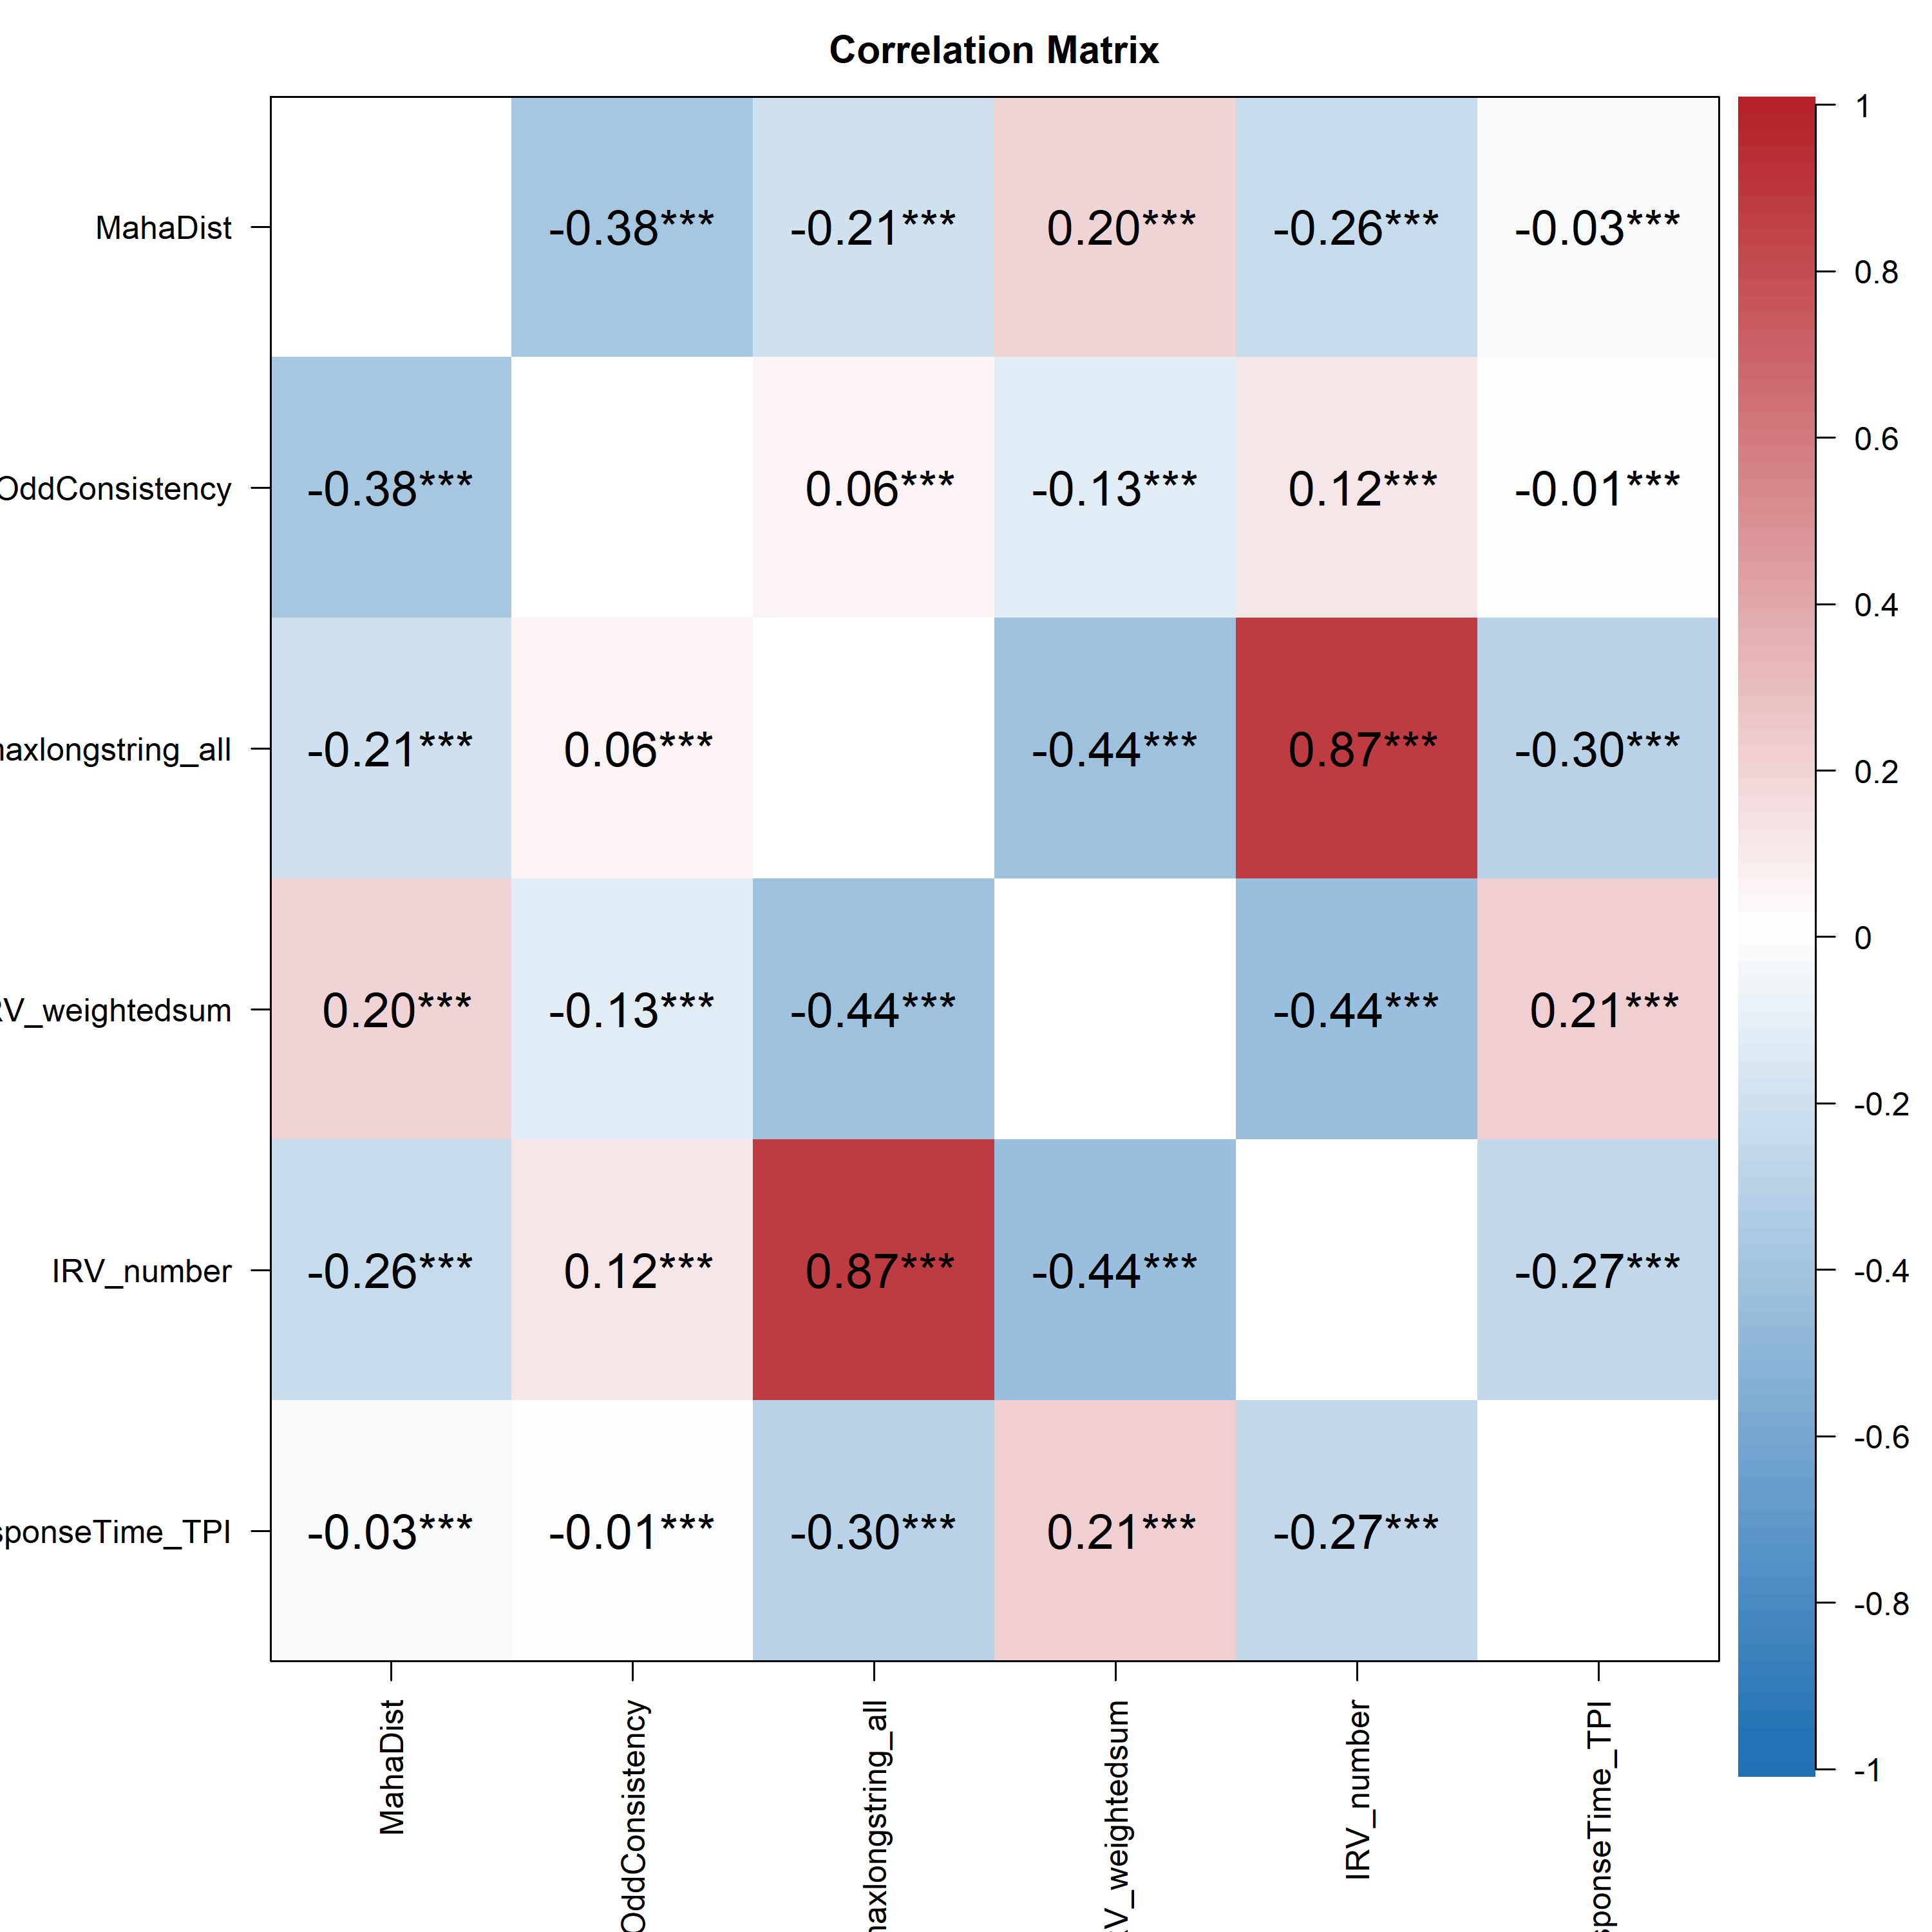 Correlation Matrix
1
MahaDist -0.38*** -0.21*** 0.20*** -0.26*** -0.03***
0.8
0.6
OddConsistency -0.38*** 0.06*** -0.13*** 0.12*** -0.01***
0.4
naxlongstring_all -0.21*** 0.06*** -0.44*** 0.87*** -0.30***
0.2
0
RV_weightedsum 0.20*** -0.13*** -0.44*** -0.44*** 0.21***
-0.2
IRV_number -0.26*** 0.12*** 0.87*** -0.44*** -0.27***
-0.4
sponseTime_TPI -0.03*** -0.01*** -0.30*** 0.21*** -0.27***
-0.6
-0.8
-1
MahaDist
OddConsistency
naxlongstring_all
V_weightedsum
IRV_number
sponseTime_TPI